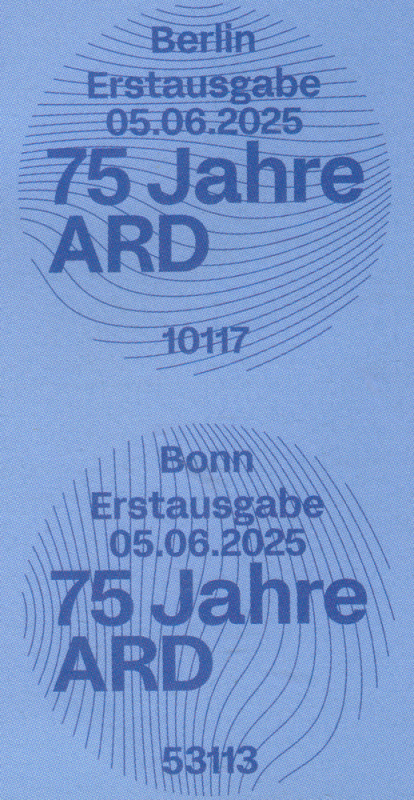 Berlin
Erstausgabe
05.06.2025
75 Jahre
ARD
10117
Bonn
Erstausgabe
05.06.2025
75 Jahre
ARD
53113